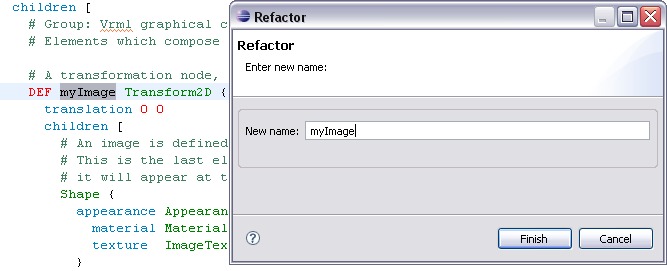 children [
# Group: Vrml graphical c
# Elements which compose
# A transformation node,
DEF myImage Transform2D {
translation 0 0
children [
# An image is defined
# This is the last el
# it will appear at t
Shape {
appearance Appearan
material Material
texture ImageTex
}
Refactor
Refactor
Enter new name:
New name: myImage
? Finish Cancel